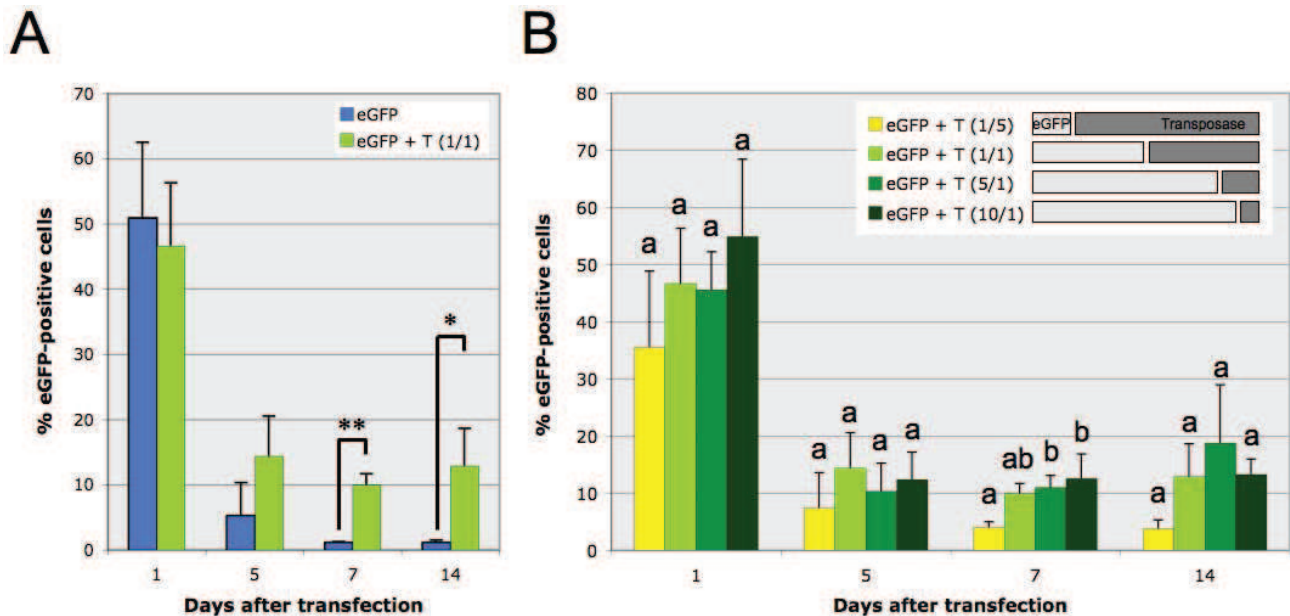 A
B
% eGFP-positive cells
70
60
50
40
30
20
10
0
eGFP
eGFP + T (1/1)
**
*
1 5 7 14
Days after transfection
% eGFP-positive cells
80
70
60
50
40
30
20
10
0
eGFP + T (1/5) eGFP Transposase
eGFP + T (1/1)
eGFP + T (5/1)
eGFP + T (10/1)
a a a a
a a a a
a ab b b
a a a a
1 5 7 14
Days after transfection